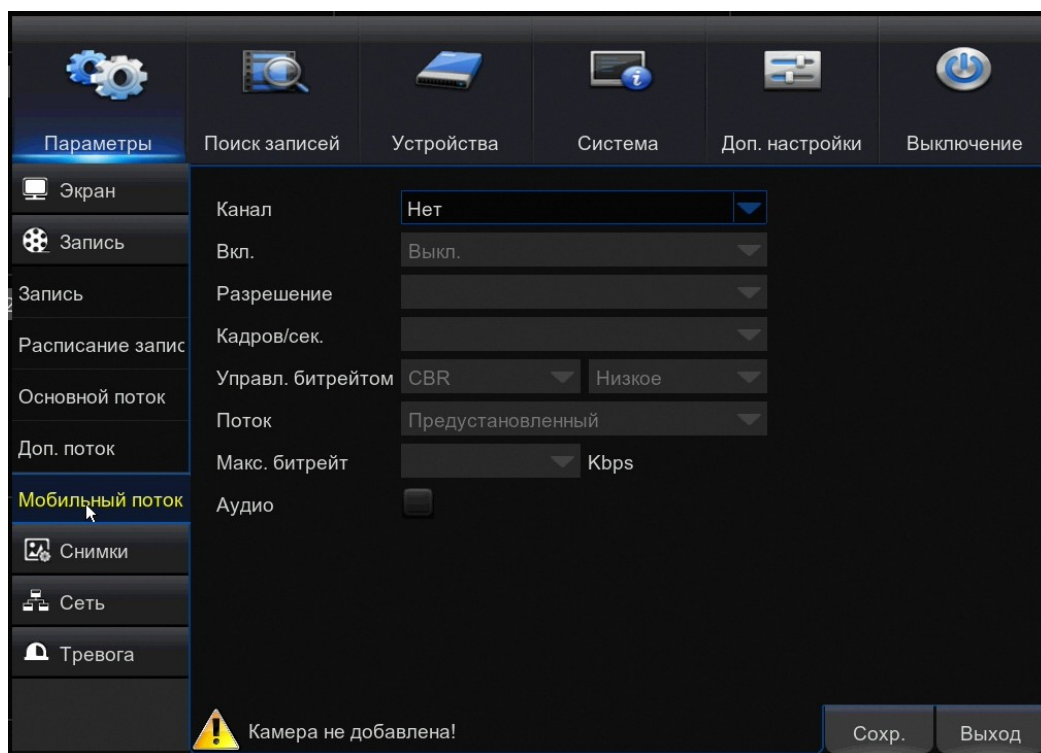 Параметры
Поиск записей
Устройства
Система
Доп. настройки
Выключение
Экран
Запись
Запись
Расписание запис
Основной поток
Доп. поток
Мобильный поток
Снимки
Сеть
Тревога
Канал Нет
Вкл. Выкл.
Разрешение
Кадров/сек.
Управл. битрейтом CBR Низкое
Поток Предустановленный
Макс. битрейт Kbps
Аудио
Камера не добавлена!
Сохр.
Выход